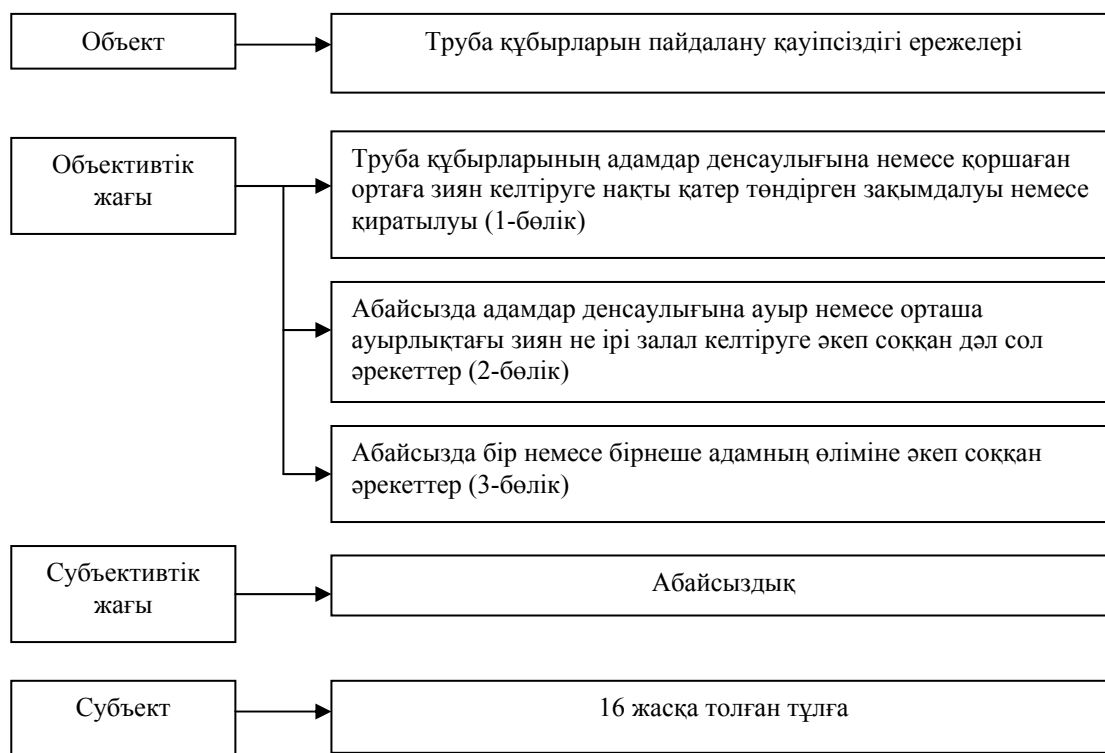 Объект
Труба құбырларын пайдалану қауіпсіздігі ережелері
Объективтік
жағы
Труба құбырларының адамдар денсаулығына немесе қоршаған
ортаға зиян келтіруге нақты қатер төндірген зақымдалуы немесе
қиратылуы (1-бөлік)
Абайсызда адамдар денсаулығына ауыр немесе орташа
ауырлықтағы зиян не ірі залал келтіруге әкеп соққан дәл сол
әрекеттер (2-бөлік)
Абайсызда бір немесе бірнеше адамның өліміне әкеп соққан
әрекеттер (3-бөлік)
Субъективтік
жағы
Абайсыздық
Субъект
16 жасқа толған тұлға